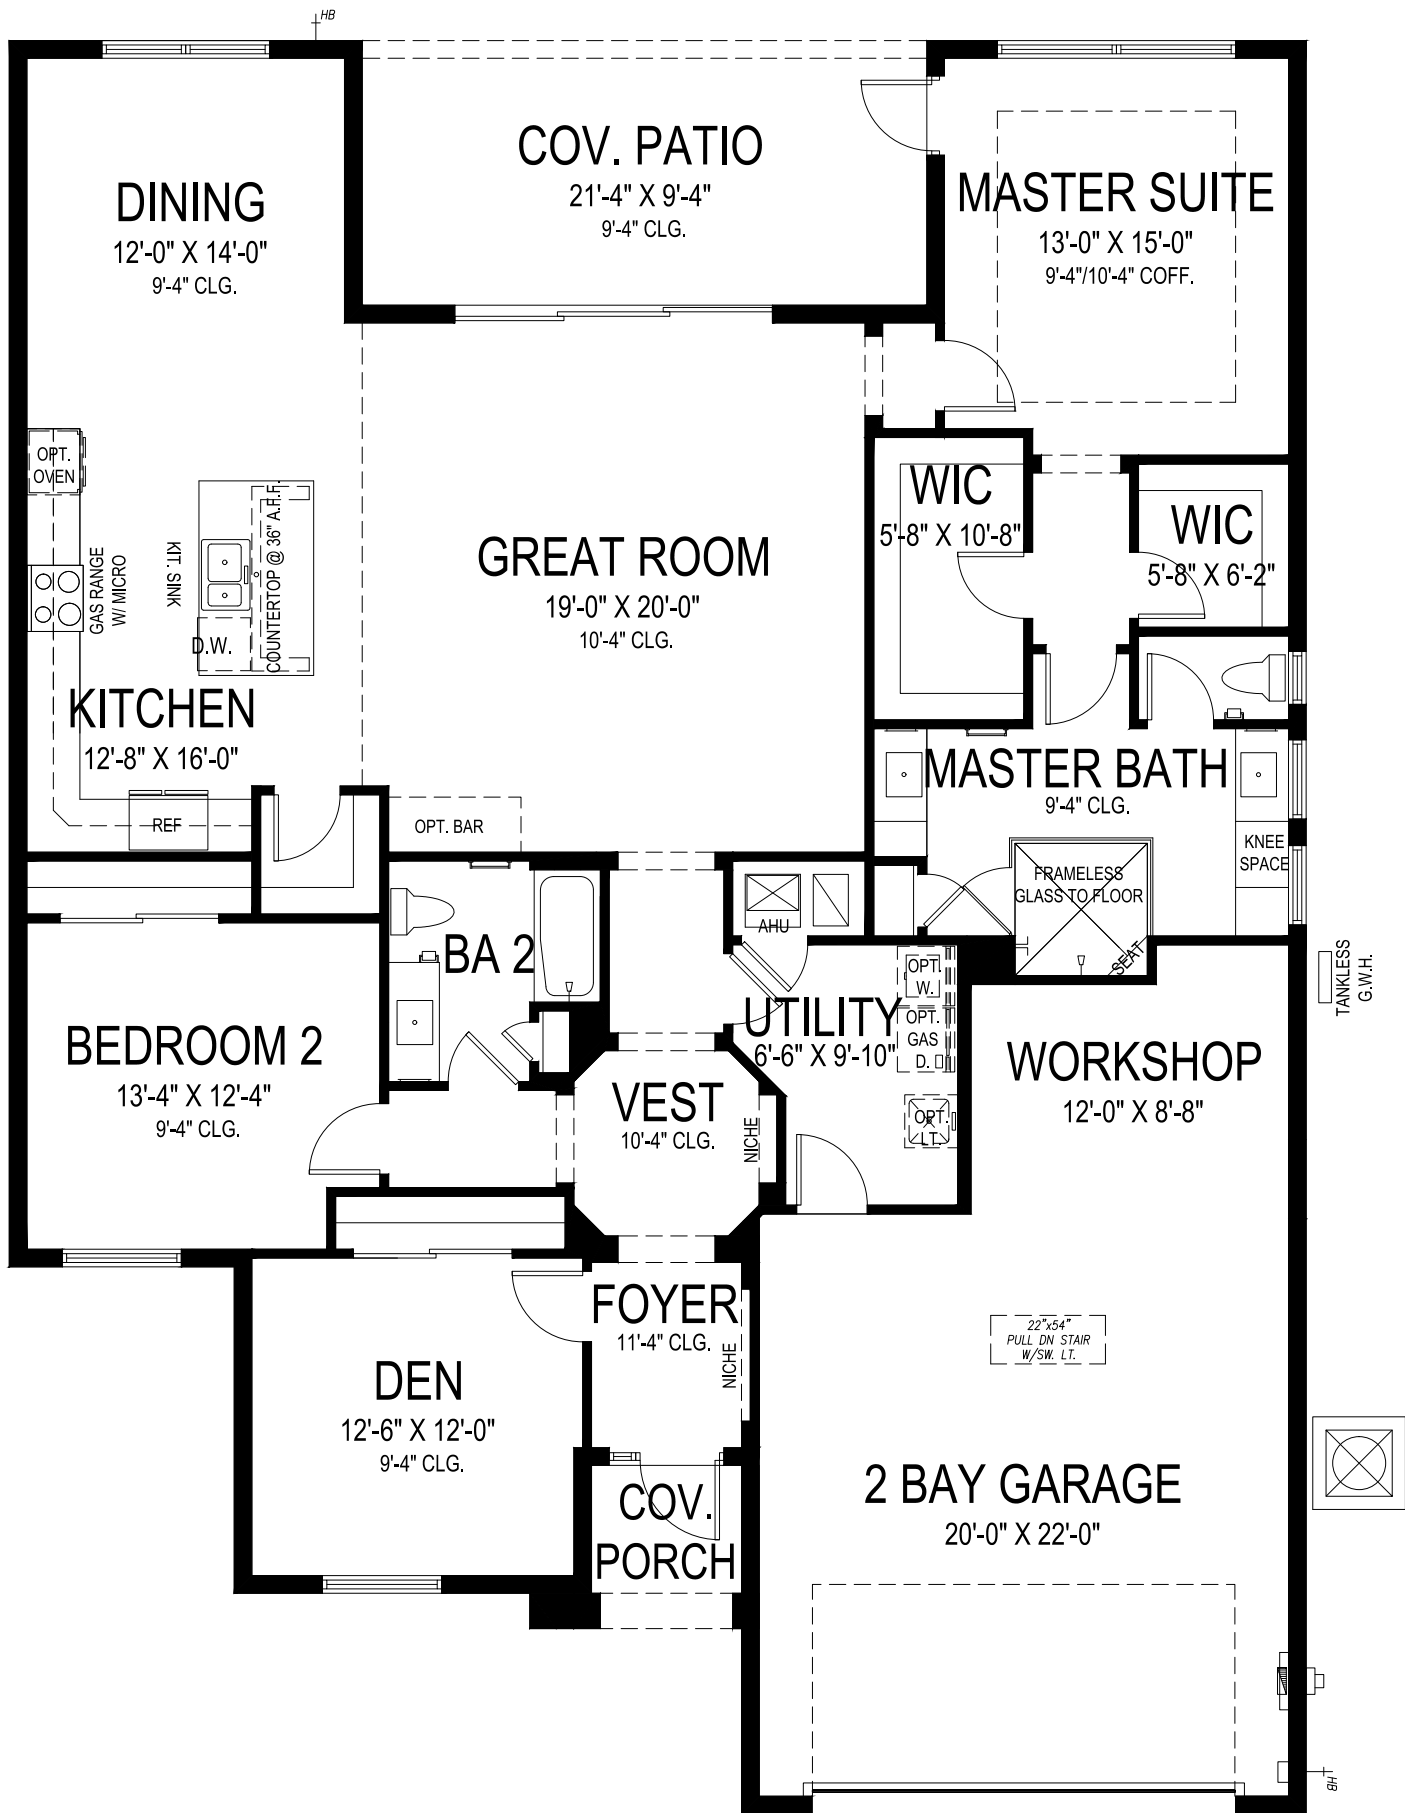 HB
COV. PATIO
21'-4" X 9'-4"
9'-4" CLG.
DINING
12'-0" X 14'-0"
9'-4" CLG.
MASTER SUITE
13'-0" X 15'-0"
9'-4"/10'-4" COFF.
OPT.
OVEN
GAS RANGE
W/ MICRO
KIT. SINK
COUNTERTOP @ 36" A.F.F.
D.W.
KITCHEN
12'-8" X 16'-0"
REF
GREAT ROOM
19'-0" X 20'-0"
10'-4" CLG.
OPT. BAR
WIC
5'-8" X 10'-8"
WIC
5'-8" X 6'-2"
MASTER BATH
9'-4" CLG.
KNEE
SPACE
FRAMELESS
GLASS TO FLOOR
SEAT
AHU
BA 2
UTILITY
6'-6" X 9'-10"
OPT.
W.
OPT.
GAS
D.
OPT.
LT.
TANKLESS
G.W.H.
BEDROOM 2
13'-4" X 12'-4"
9'-4" CLG.
VEST
10'-4" CLG.
NICHE
WORKSHOP
12'-0" X 8'-8"
FOYER
11'-4" CLG.
NICHE
22"x54"
PULL DN STAIR
W/SW. LT.
DEN
12'-6" X 12'-0"
9'-4" CLG.
COV.
PORCH
2 BAY GARAGE
20'-0" X 22'-0"
HB